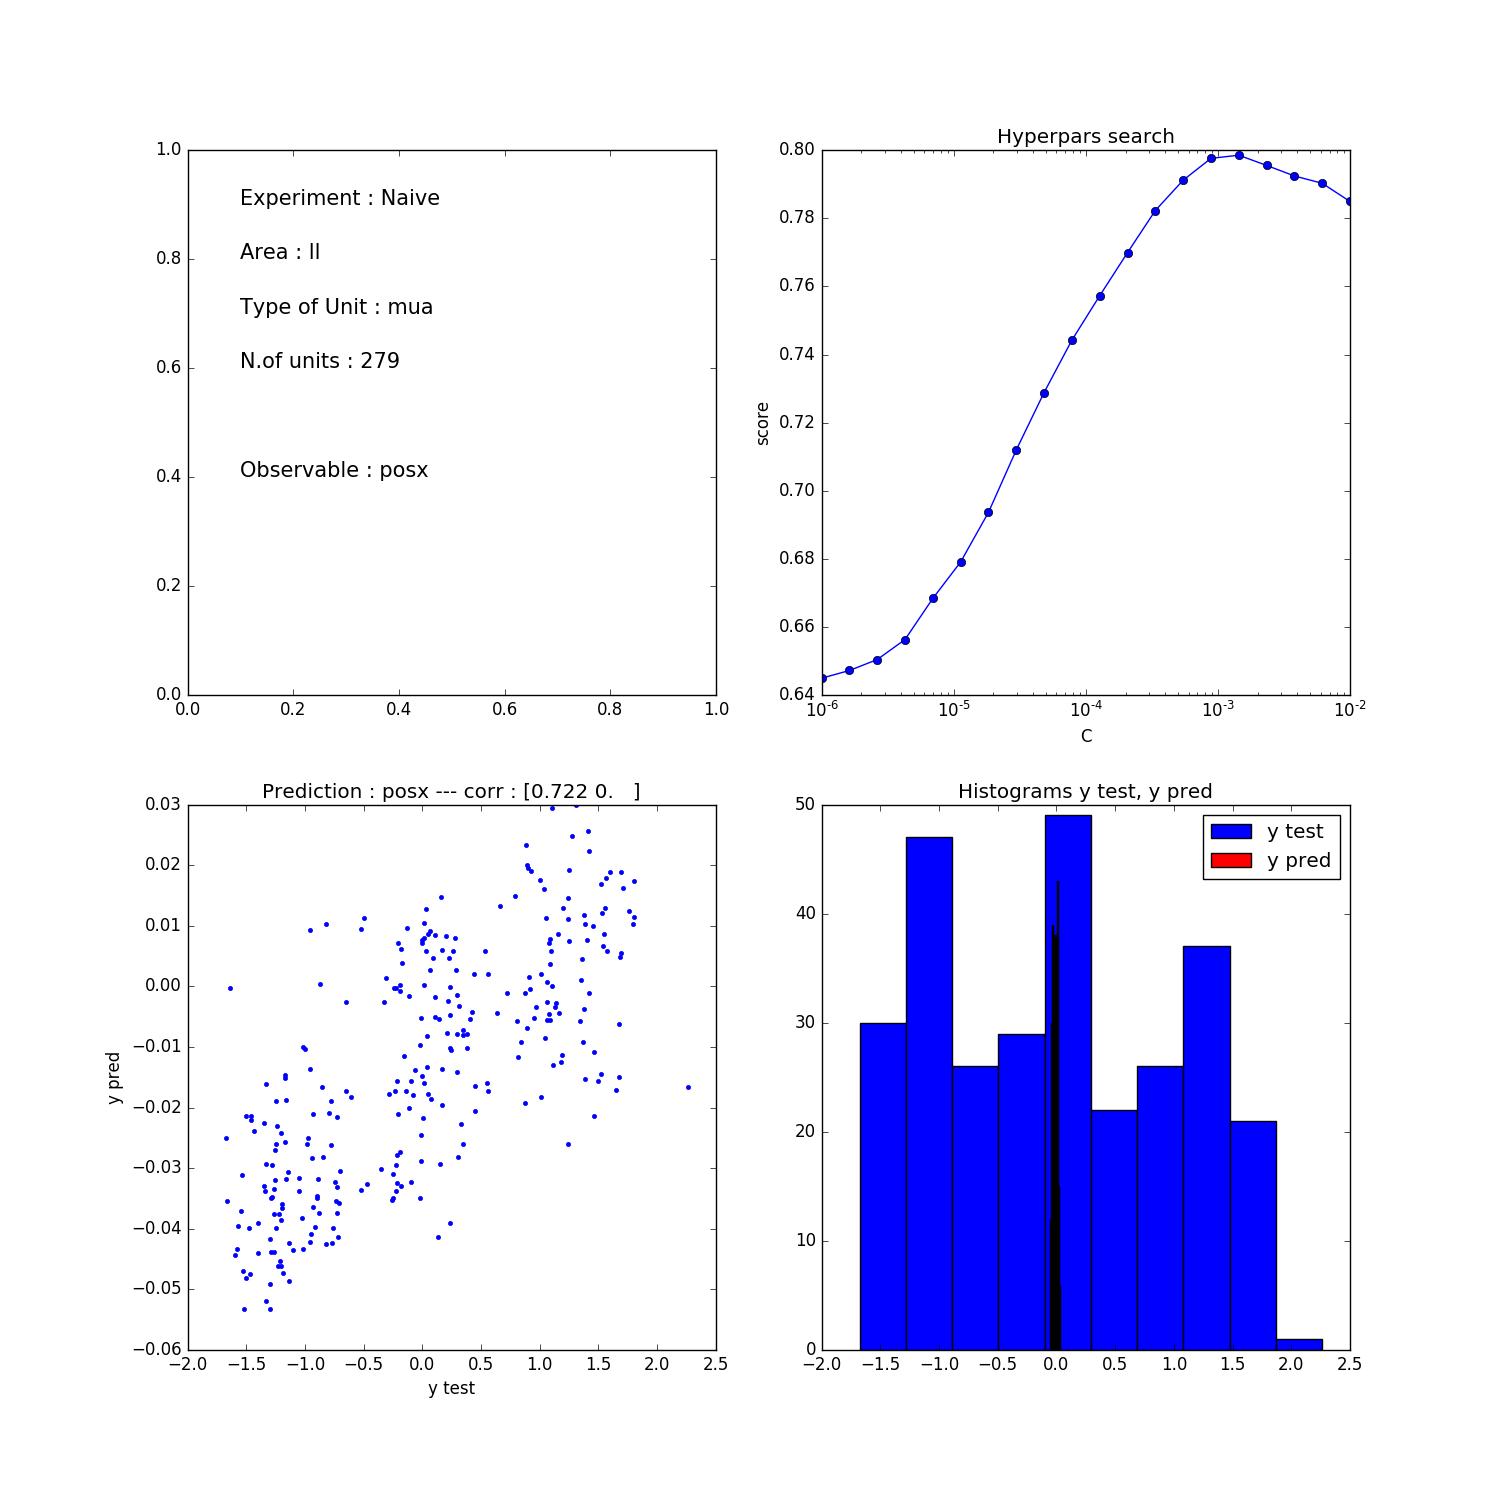 1.0
0.8
0.6
0.4
0.2
0.0
Experiment : Naive
Area : ll
Type of Unit : mua
N.of units : 279
Observable : posx
0.0 0.2 0.4 0.6 0.8 1.0
Hyperpars search
0.80
0.78
0.76
0.74
0.72
0.70
0.68
0.66
0.64
score
10^-6 10^-5 10^-4 10^-3 10^-2
C
Prediction : posx --- corr : [0.722 0.   ]
0.03
0.02
0.01
0.00
−0.01
−0.02
−0.03
−0.04
−0.05
−0.06
y pred
−2.0 −1.5 −1.0 −0.5 0.0 0.5 1.0 1.5 2.0 2.5
y test
Histograms y test, y pred
50
40
30
20
10
0
y test
y pred
−2.0 −1.5 −1.0 −0.5 0.0 0.5 1.0 1.5 2.0 2.5